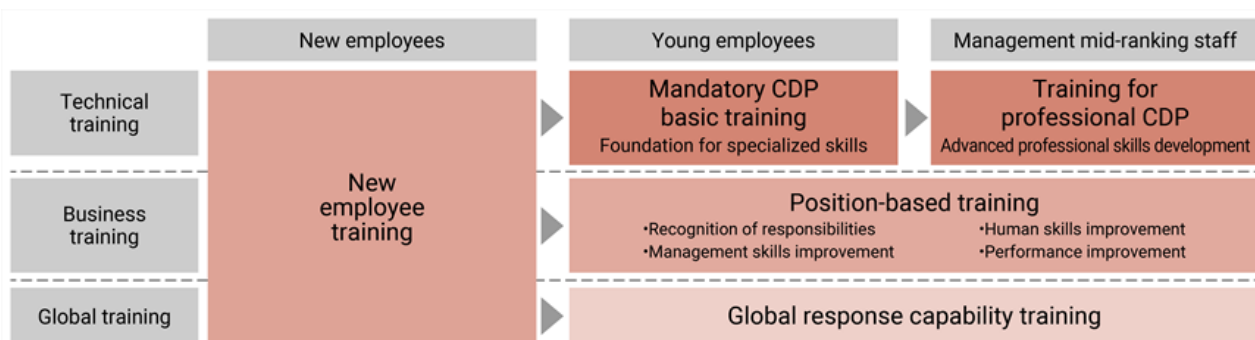 New employees
Young employees
Management mid-ranking staff
Technical
training
Mandatory CDP
basic training
Foundation for specialized skills
Training for
professional CDP
Advanced professional skills development
New
employee
training
Business
training
Position-based training
•Recognition of responsibilities
•Human skills improvement
•Management skills improvement
•Performance improvement
Global training
Global response capability training